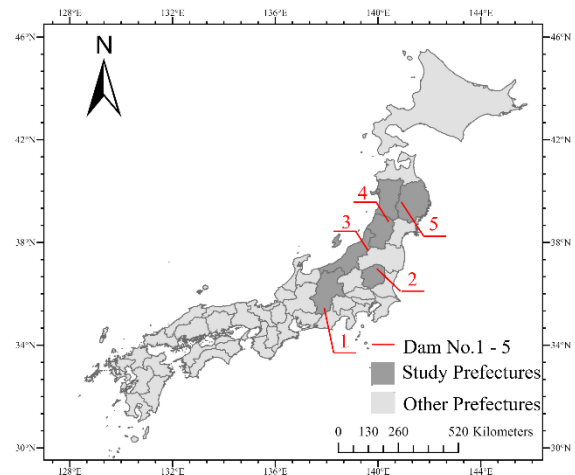 128°E 132°E 136°E 140°E 144°E
46°N 46°N
N
42°N 42°N
4
3 5
38°N 38°N
2
34°N 34°N
1
Dam No.1 - 5
Study Prefectures
Other Prefectures
30°N 30°N
0 130 260 520 Kilometers
128°E 132°E 136°E 140°E 144°E